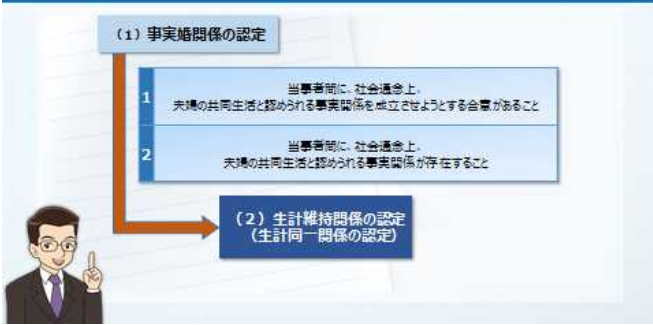 （1）事実婚関係の認定
1
当事者間に、社会通念上、
夫婦の共同生活と認められる事実関係を成立させようとする合意があること
2
当事者間に、社会通念上、
夫婦の共同生活と認められる事実関係が存在すること
（2）生計維持関係の認定
（生計同一関係の認定）